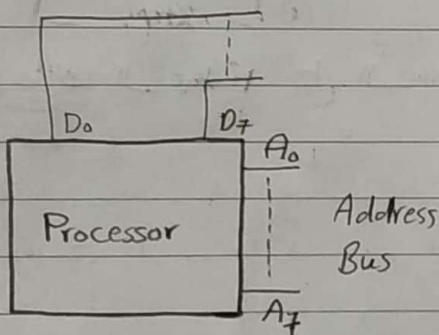 D₀ D₇
A₀
Processor
Address
Bus
A₇